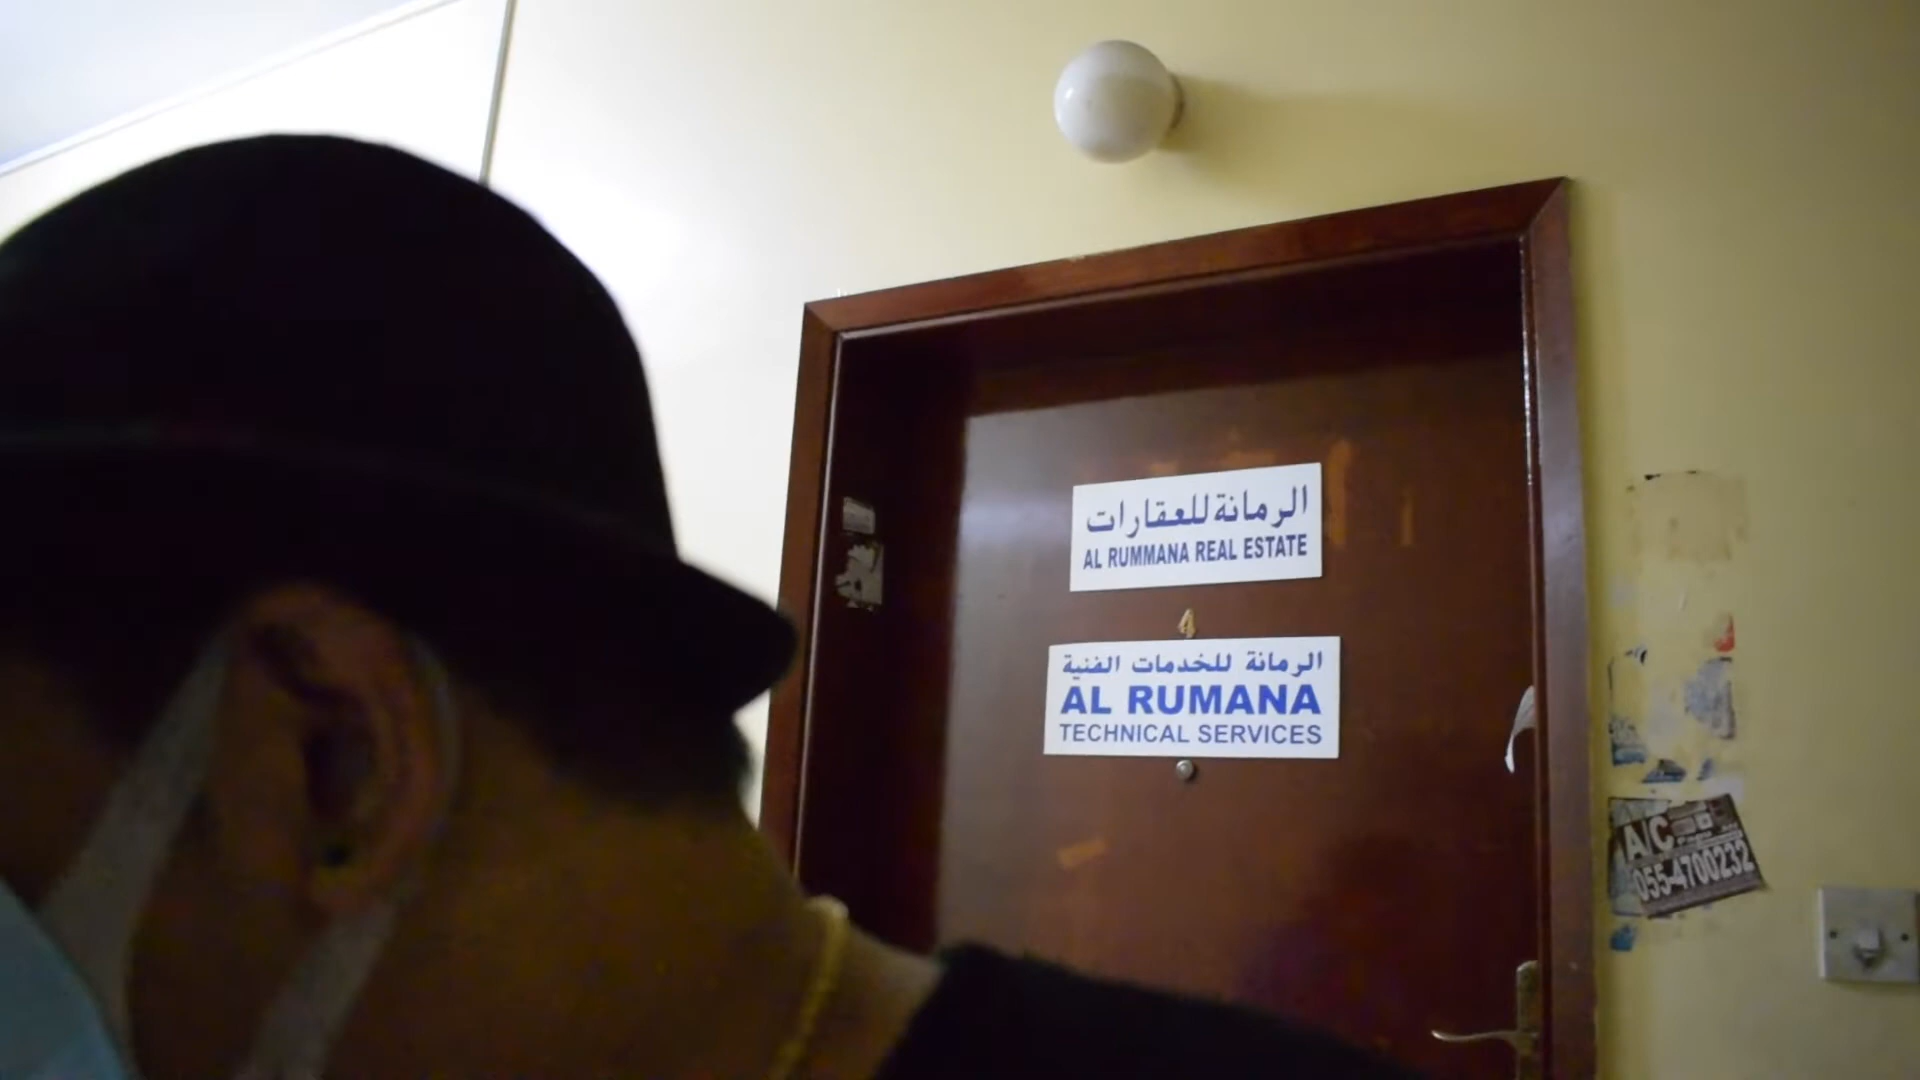 الرمانة للعقارات
AL RUMMANA REAL ESTATE
4
الرمانة للخدمات الفنية
AL RUMANA
TECHNICAL SERVICES
A/C
055-4700232